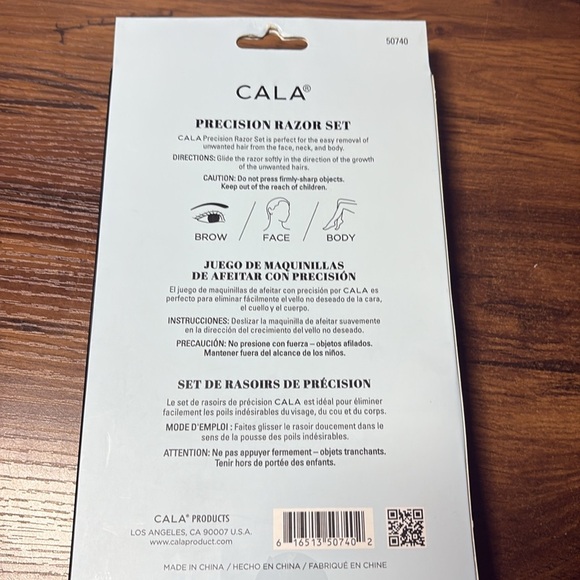 50740
CALA®
PRECISION RAZOR SET
CALA Precision Razor Set is perfect for the easy removal of
unwanted hair from the face, neck, and body.
DIRECTIONS: Glide the razor softly in the direction of the growth
of the unwanted hairs.
CAUTION: Do not press firmly-sharp objects.
Keep out of the reach of children.
BROW / FACE / BODY
JUEGO DE MAQUINILLAS
DE AFEITAR CON PRECISIÓN
El juego de maquinillas de afeitar con precisión por CALA es
perfecto para eliminar fácilmente el vello no deseado de la cara,
el cuello y el cuerpo.
INSTRUCCIONES: Deslizar la maquinilla de afeitar suavemente
en la dirección del crecimiento del vello no deseado.
PRECAUCIÓN: No presione con fuerza – objetos afilados.
Mantener fuera del alcance de los niños.
SET DE RASOIRS DE PRÉCISION
Le set de rasoirs de précision CALA est idéal pour éliminer
facilement les poils indésirables du visage, du cou et du corps.
MODE D'EMPLOI : Faites glisser le rasoir doucement dans le
sens de la pousse des poils indésirables.
ATTENTION: Ne pas appuyer fermement – objets tranchants.
Tenir hors de portée des enfants.
CALA® PRODUCTS
LOS ANGELES, CA 90007 U.S.A.
www.calaproduct.com
6 16513 50740 2
MADE IN CHINA / HECHO EN CHINA / FABRIQUÉ EN CHINE